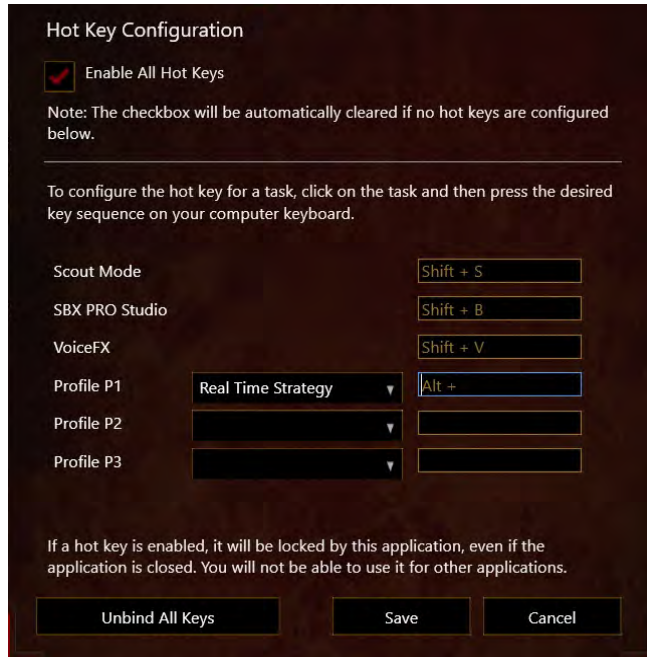 Hot Key Configuration
Enable All Hot Keys
Note: The checkbox will be automatically cleared if no hot keys are configured
below.
To configure the hot key for a task, click on the task and then press the desired
key sequence on your computer keyboard.
Scout Mode Shift + S
SBX PRO Studio Shift + B
VoiceFX Shift + V
Profile P1 Real Time Strategy Alt +
Profile P2
Profile P3
If a hot key is enabled, it will be locked by this application, even if the
application is closed. You will not be able to use it for other applications.
Unbind All Keys Save Cancel